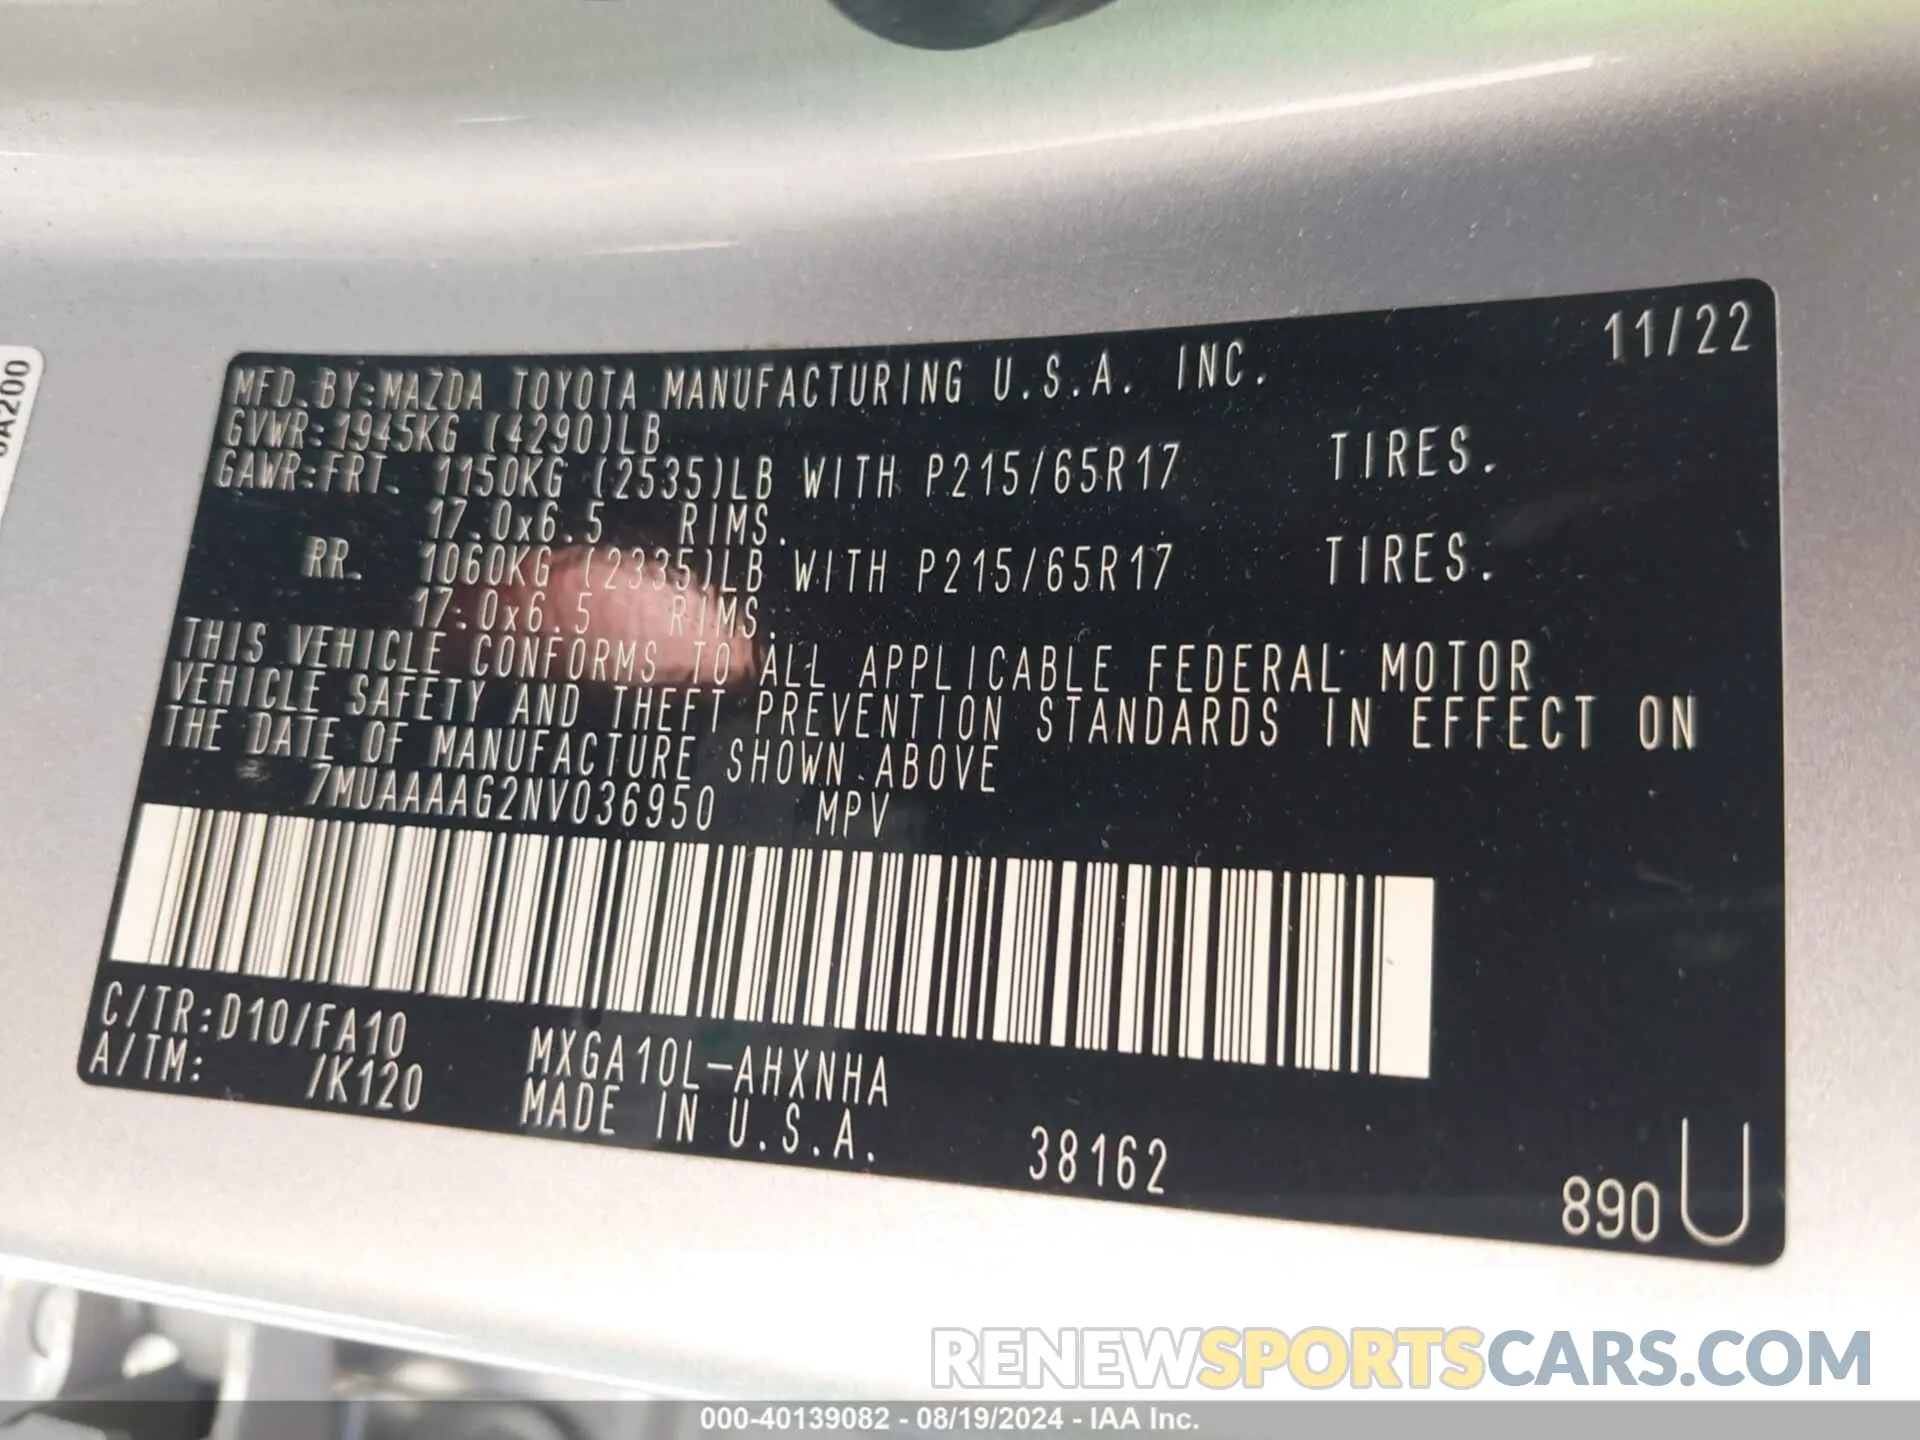 11/22
MFD.BY:MAZDA TOYOTA MANUFACTURING U.S.A. INC.
GVWR:1945KG (4290)LB
GAWR:FRT. 1150KG (2535)LB WITH P215/65R17 TIRES.
17.0x6.5 RIMS.
RR. 1060KG (2335)LB WITH P215/65R17 TIRES.
17.0x6.5 RIMS.
THIS VEHICLE CONFORMS TO ALL APPLICABLE FEDERAL MOTOR
VEHICLE SAFETY AND THEFT PREVENTION STANDARDS IN EFFECT ON
THE DATE OF MANUFACTURE SHOWN ABOVE
7MUAAAAG2NV036950 MPV
C/TR:D10/FA10
A/TM: /K120
MXGA10L-AHXNHA
MADE IN U.S.A.
38162
890 U
RENEWSPORTSCARS.COM
000-40139082 - 08/19/2024 - IAA Inc.